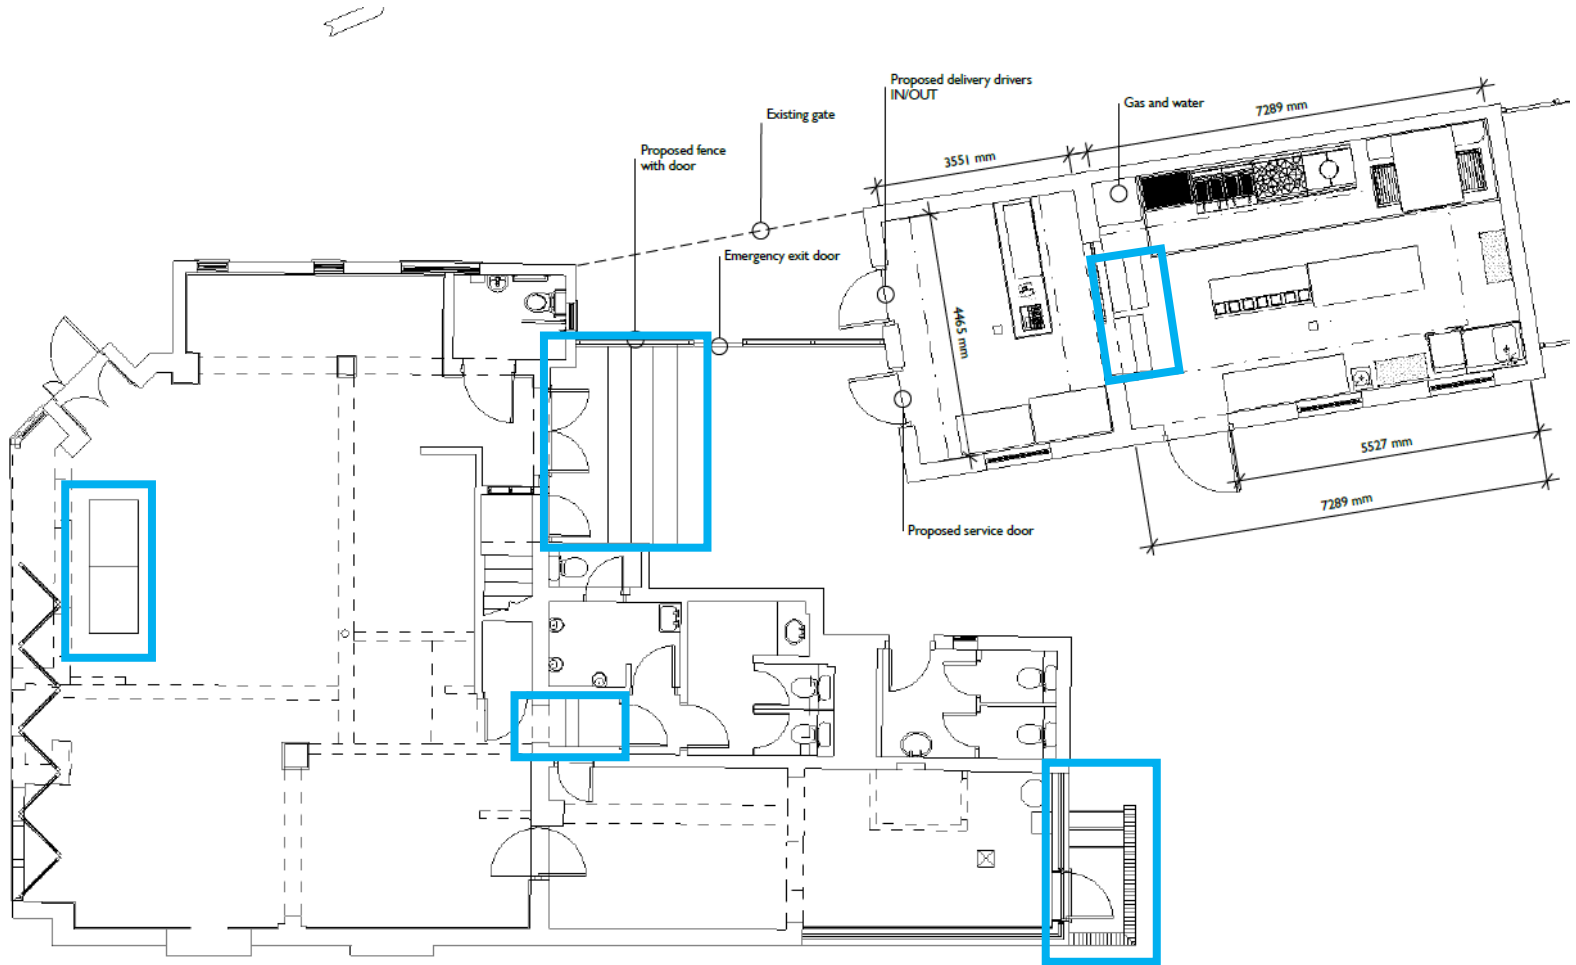 Proposed delivery drivers
IN/OUT
Existing gate
Gas and water
7289 mm
Proposed fence
with door
3551 mm
Emergency exit door
4465 mm
5527 mm
7289 mm
Proposed service door